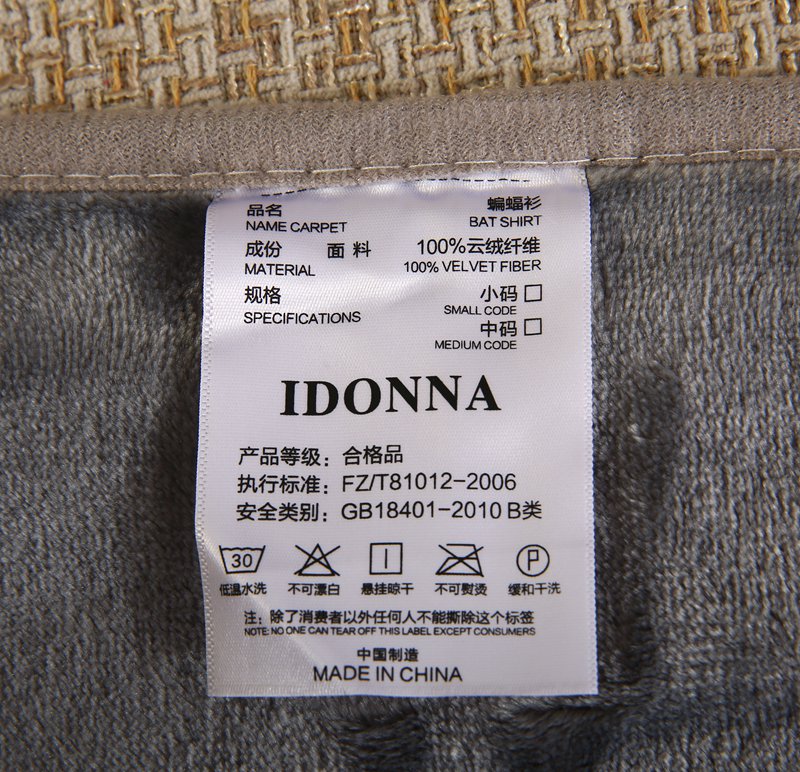 品名 蝙蝠衫
NAME CARPET BAT SHIRT
成份 面料 100%云绒纤维
MATERIAL 100% VELVET FIBER
规格 小码
SPECIFICATIONS SMALL CODE
中码
MEDIUM CODE
IDONNA
产品等级：合格品
执行标准：FZ/T81012-2006
安全类别：GB18401-2010 B类
30 P
低温水洗 不可漂白 悬挂晾干 不可熨烫 缓和干洗
注：除了消费者以外任何人不能撕除这个标签
NOTE: NO ONE CAN TEAR OFF THIS LABEL EXCEPT CONSUMERS
中国制造
MADE IN CHINA